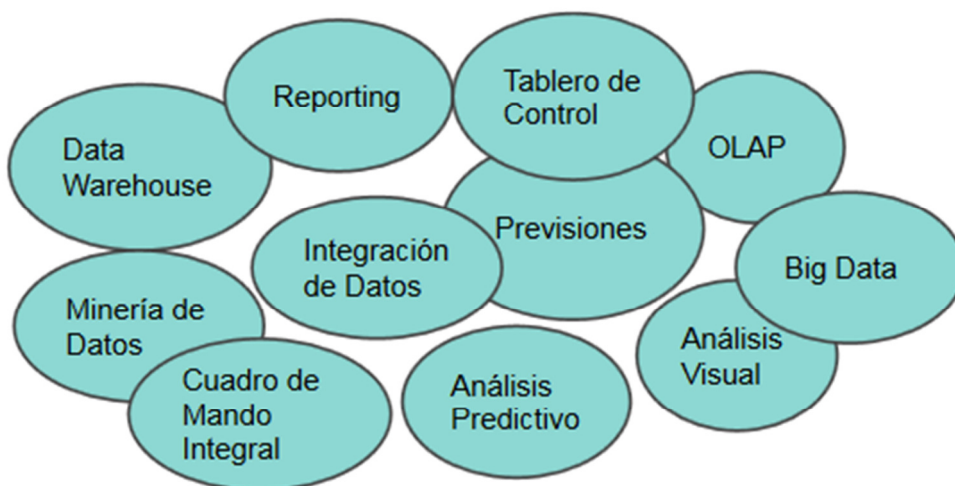 Reporting
Tablero de
Control
Data
Warehouse
OLAP
Integración
de Datos
Previsiones
Big Data
Minería de
Datos
Cuadro de
Mando
Integral
Análisis
Predictivo
Análisis
Visual